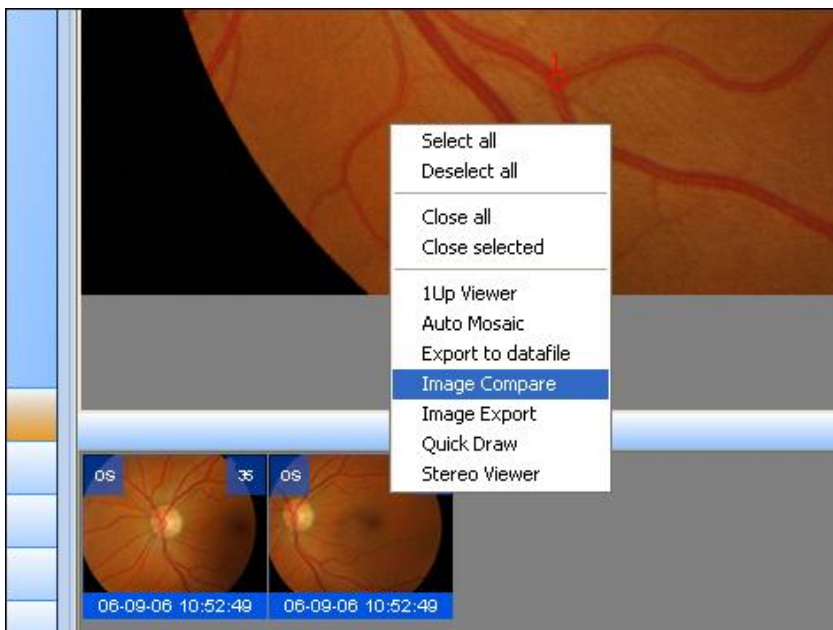 Select all
Deselect all
Close all
Close selected
1Up Viewer
Auto Mosaic
Export to datafile
Image Compare
Image Export
Quick Draw
Stereo Viewer
OS 35 OS
06-09-06 10:52:49 06-09-06 10:52:49